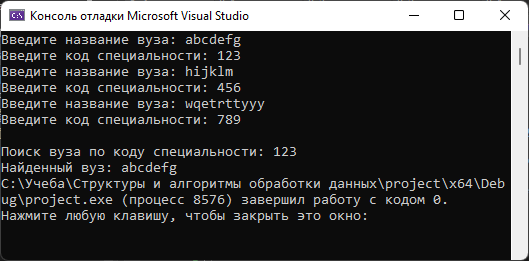 Консоль отладки Microsoft Visual Studio
Введите название вуза: abcdefg
Введите код специальности: 123
Введите название вуза: hijklm
Введите код специальности: 456
Введите название вуза: wqetrttyyy
Введите код специальности: 789
Поиск вуза по коду специальности: 123
Найденный вуз: abcdefg
C:\Учеба\Структуры и алгоритмы обработки данных\project\x64\Deb
ug\project.exe (процесс 8576) завершил работу с кодом 0.
Нажмите любую клавишу, чтобы закрыть это окно: